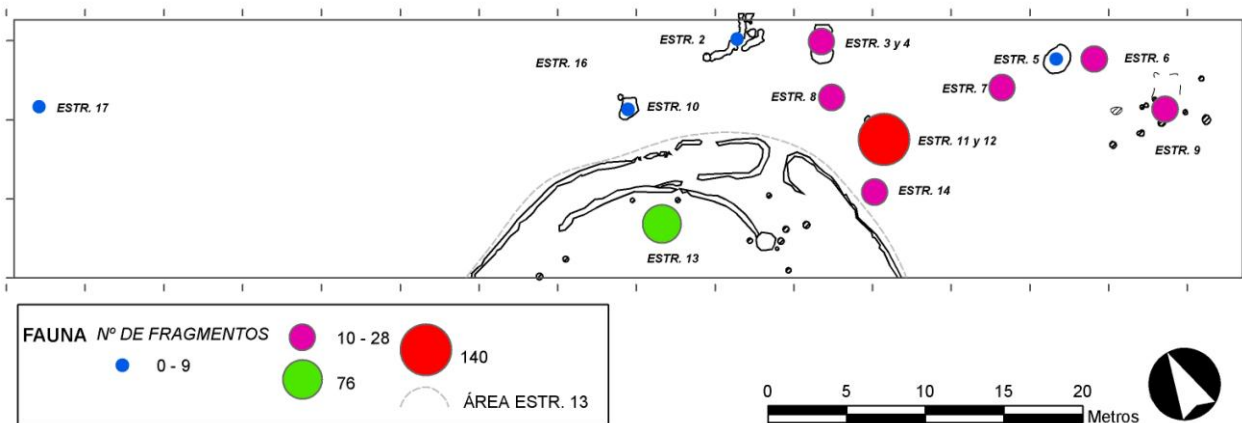 ESTR. 2
ESTR. 3 y 4
ESTR. 16
ESTR. 5
ESTR. 6
ESTR. 7
ESTR. 8
ESTR. 17
ESTR. 10
ESTR. 11 y 12
ESTR. 9
ESTR. 14
ESTR. 13
FAUNA Nº DE FRAGMENTOS
0 - 9
10 - 28
76
140
ÁREA ESTR. 13
0 5 10 15 20
Metros